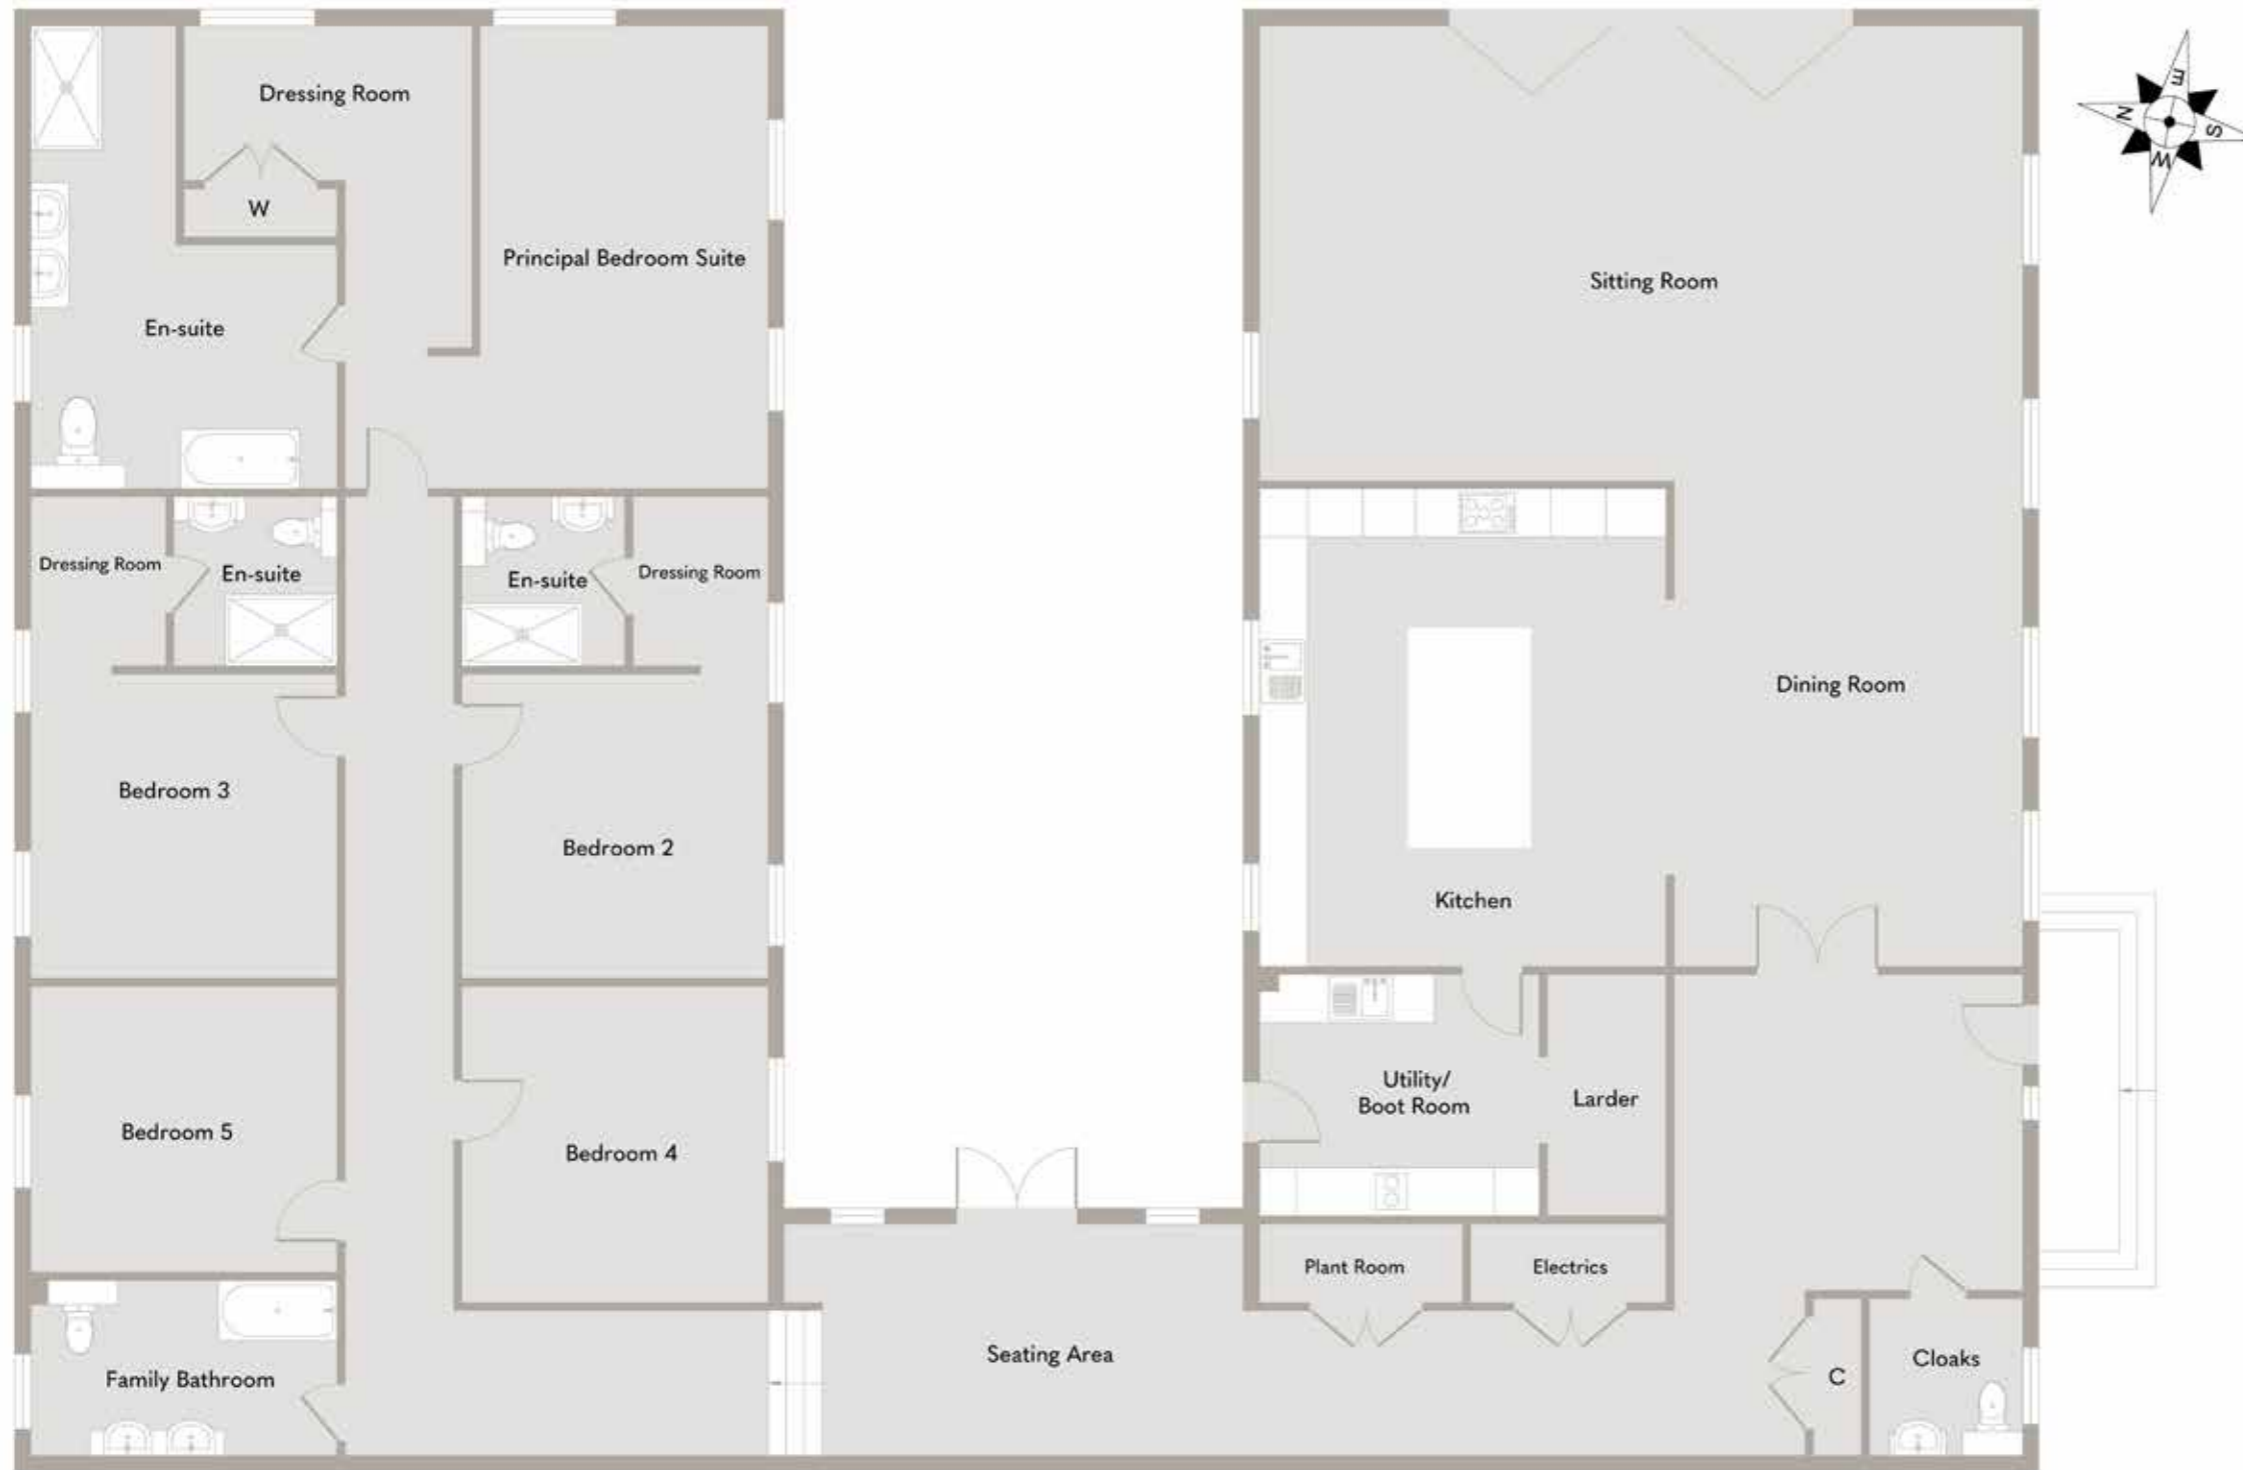 Dressing Room
W
Principal Bedroom Suite
En-suite
Sitting Room
E
N
S
W
Dressing Room
En-suite
En-suite
Dressing Room
Bedroom 3
Bedroom 2
Dining Room
Kitchen
Bedroom 5
Bedroom 4
Utility/
Boot Room
Larder
Plant Room
Electrics
Family Bathroom
Seating Area
C
Cloaks